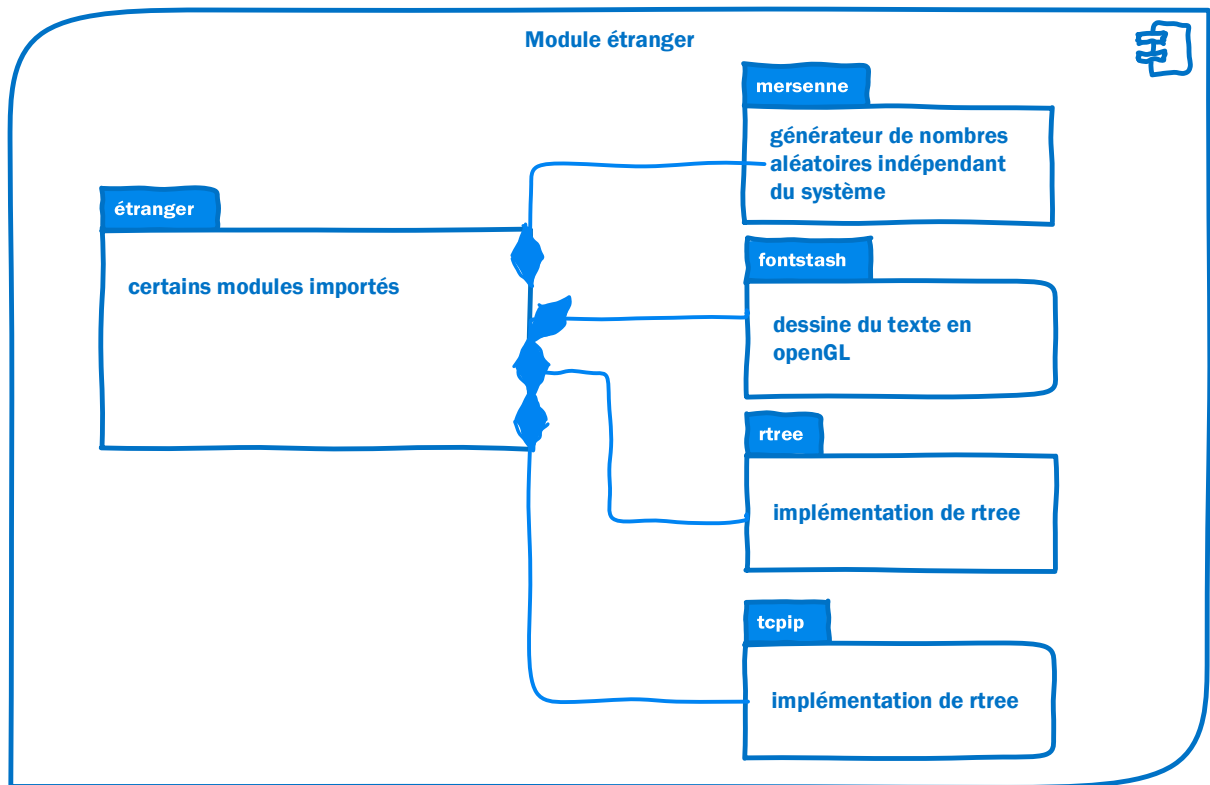 Module étranger
mersenne
générateur de nombres
aléatoires indépendant
du système
étranger
certains modules importés
fontstash
dessine du texte en
openGL
rtree
implémentation de rtree
tcpip
implémentation de rtree